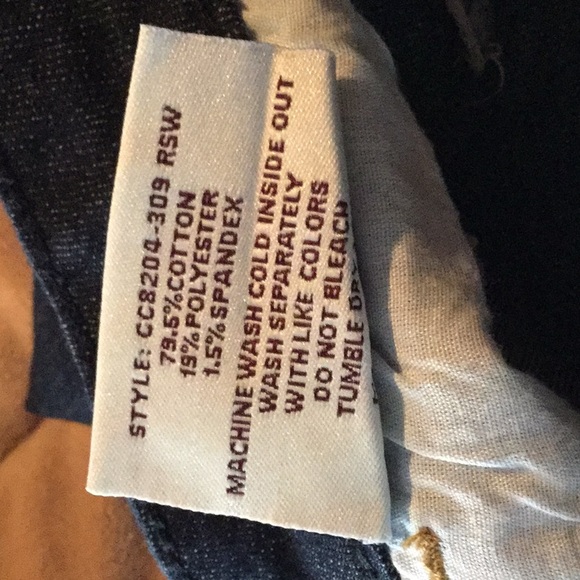 STYLE: CC8204-309 RSW
79.5%COTTON
19%POLYESTER
1.5%SPANDEX
MACHINE WASH COLD INSIDE OUT
WASH SEPARATELY
WITH LIKE COLORS
DO NOT BLEACH
TUMBLE